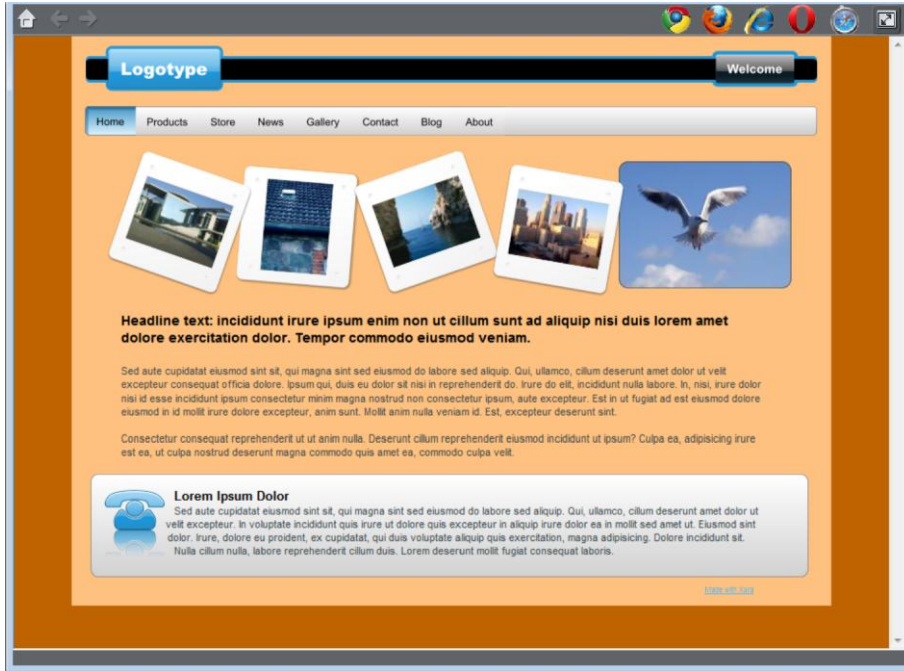 Logotype
Welcome
Home Products Store News Gallery Contact Blog About
Headline text: incididunt irure ipsum enim non ut cillum sunt ad aliquip nisi duis lorem amet
dolore exercitation dolor. Tempor commodo eiusmod veniam.
Sed aute cupidatat eiusmod sint sit, qui magna sint sed eiusmod do labore sed aliquip. Qui, ullamco, cillum deserunt amet dolor ut velit
excepteur consequat officia dolore. Ipsum qui, duis eu dolor sit nisi in reprehenderit do. Irure do elit, incididunt nulla labore. In, nisi, irure dolor
nisi id esse incididunt ipsum consectetur minim magna nostrud non consectetur ipsum, aute excepteur. Est in ut fugiat ad est eiusmod dolore
eiusmod in id mollit irure dolore excepteur, anim sunt. Mollit anim nulla veniam id. Est, excepteur deserunt sint.
Consectetur consequat reprehenderit ut ut anim nulla. Deserunt cillum reprehenderit eiusmod incididunt ut ipsum? Culpa ea, adipisicing irure
est ea, ut culpa nostrud deserunt magna commodo quis amet ea, commodo culpa velit.
Lorem Ipsum Dolor
Sed aute cupidatat eiusmod sint sit, qui magna sint sed eiusmod do labore sed aliquip. Qui, ullamco, cillum deserunt amet dolor ut
velit excepteur. In voluptate incididunt quis irure ut dolore quis excepteur in aliquip irure dolor ea in mollit sed amet ut. Eiusmod sint
dolor. Irure, dolore eu proident, ex cupidatat, qui duis voluptate aliquip quis exercitation, magna adipisicing. Dolore incididunt sit.
Nulla cillum nulla, labore reprehenderit cillum duis. Lorem deserunt mollit fugiat consequat laboris.
Made with Xara